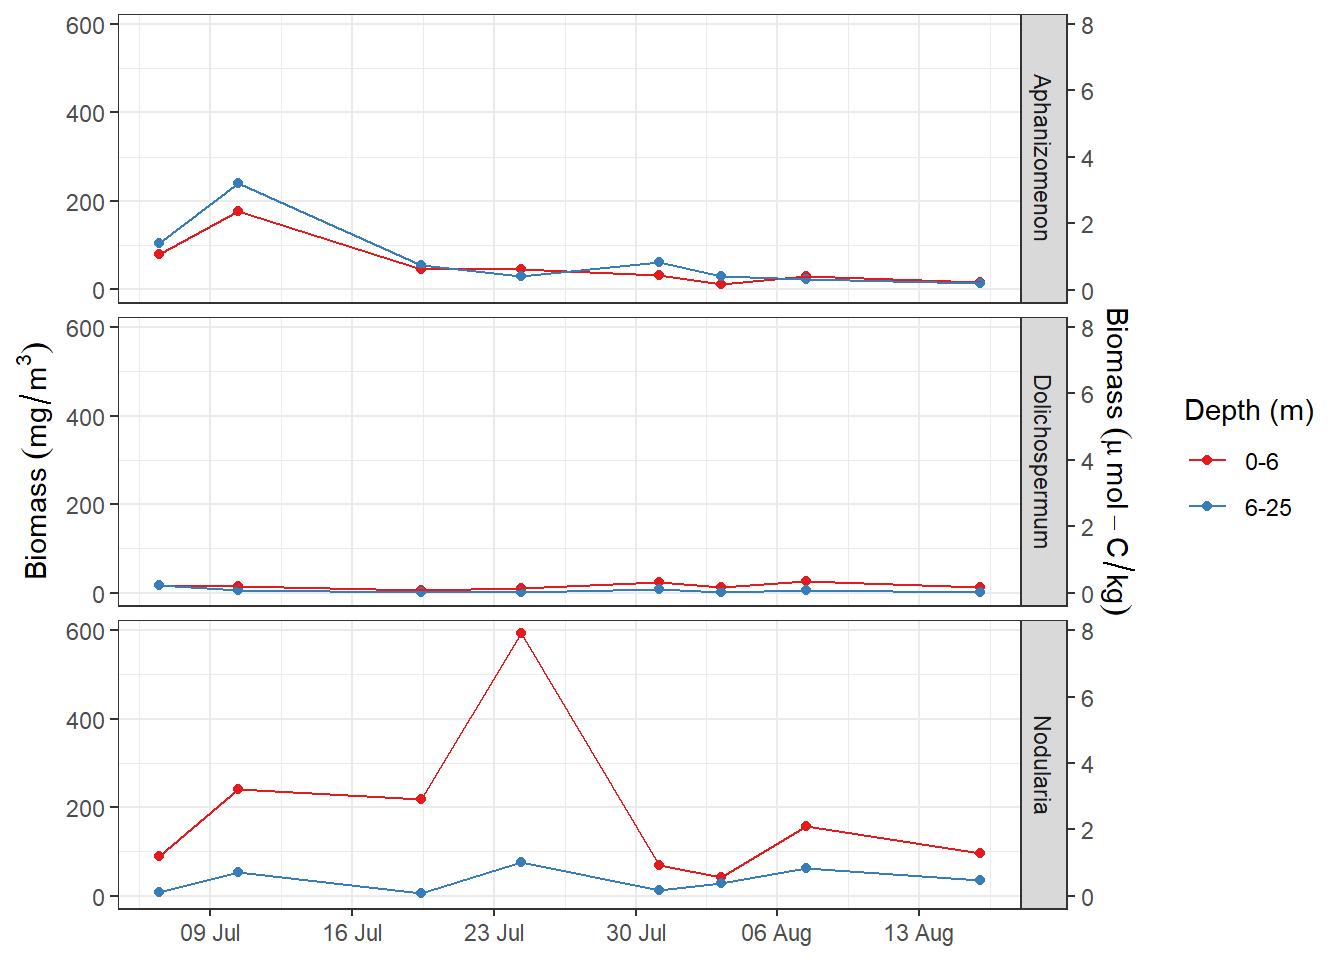 600
400
200
0
Aphanizomenon
8
6
4
2
0
600
400
200
0
Dolichospermum
8
6
4
2
0
600
400
200
0
Nodularia
8
6
4
2
0
09 Jul
16 Jul
23 Jul
30 Jul
06 Aug
13 Aug
Biomass (mg/m³)
Biomass (μ mol−C/kg)
Depth (m)
0-6
6-25